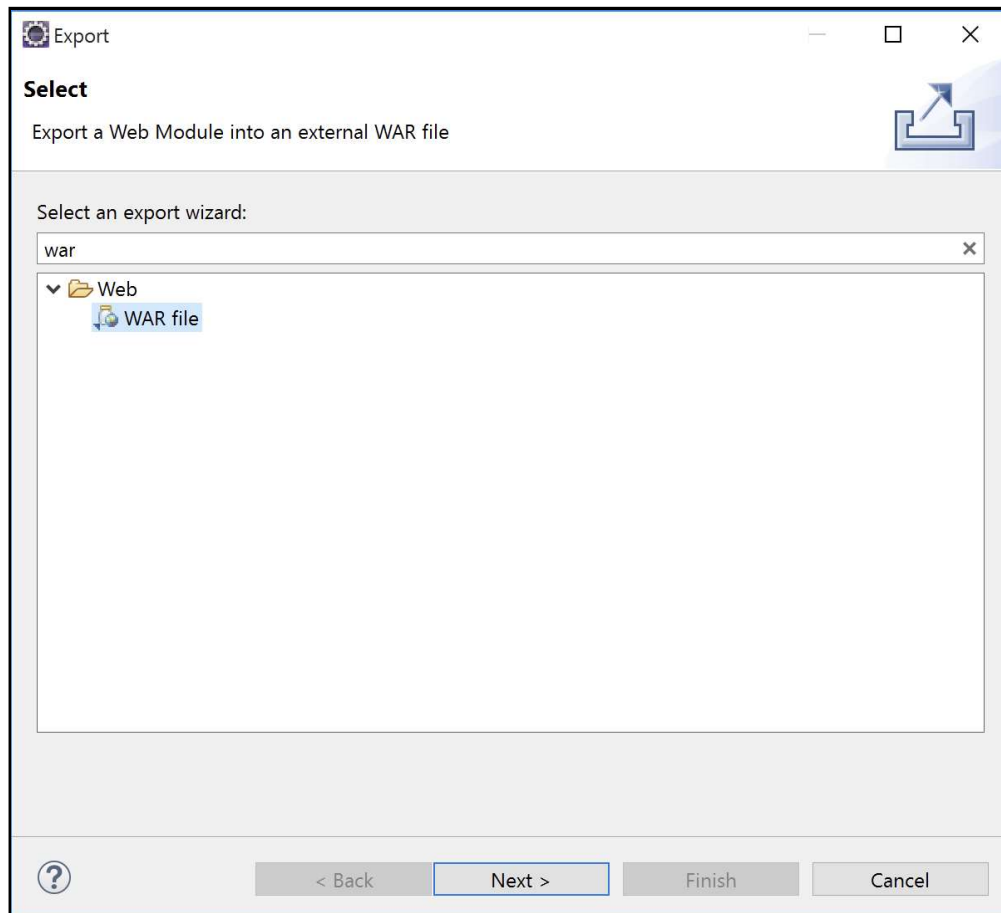 Export
Select
Export a Web Module into an external WAR file
Select an export wizard:
war
Web
WAR file
?
< Back Next > Finish Cancel